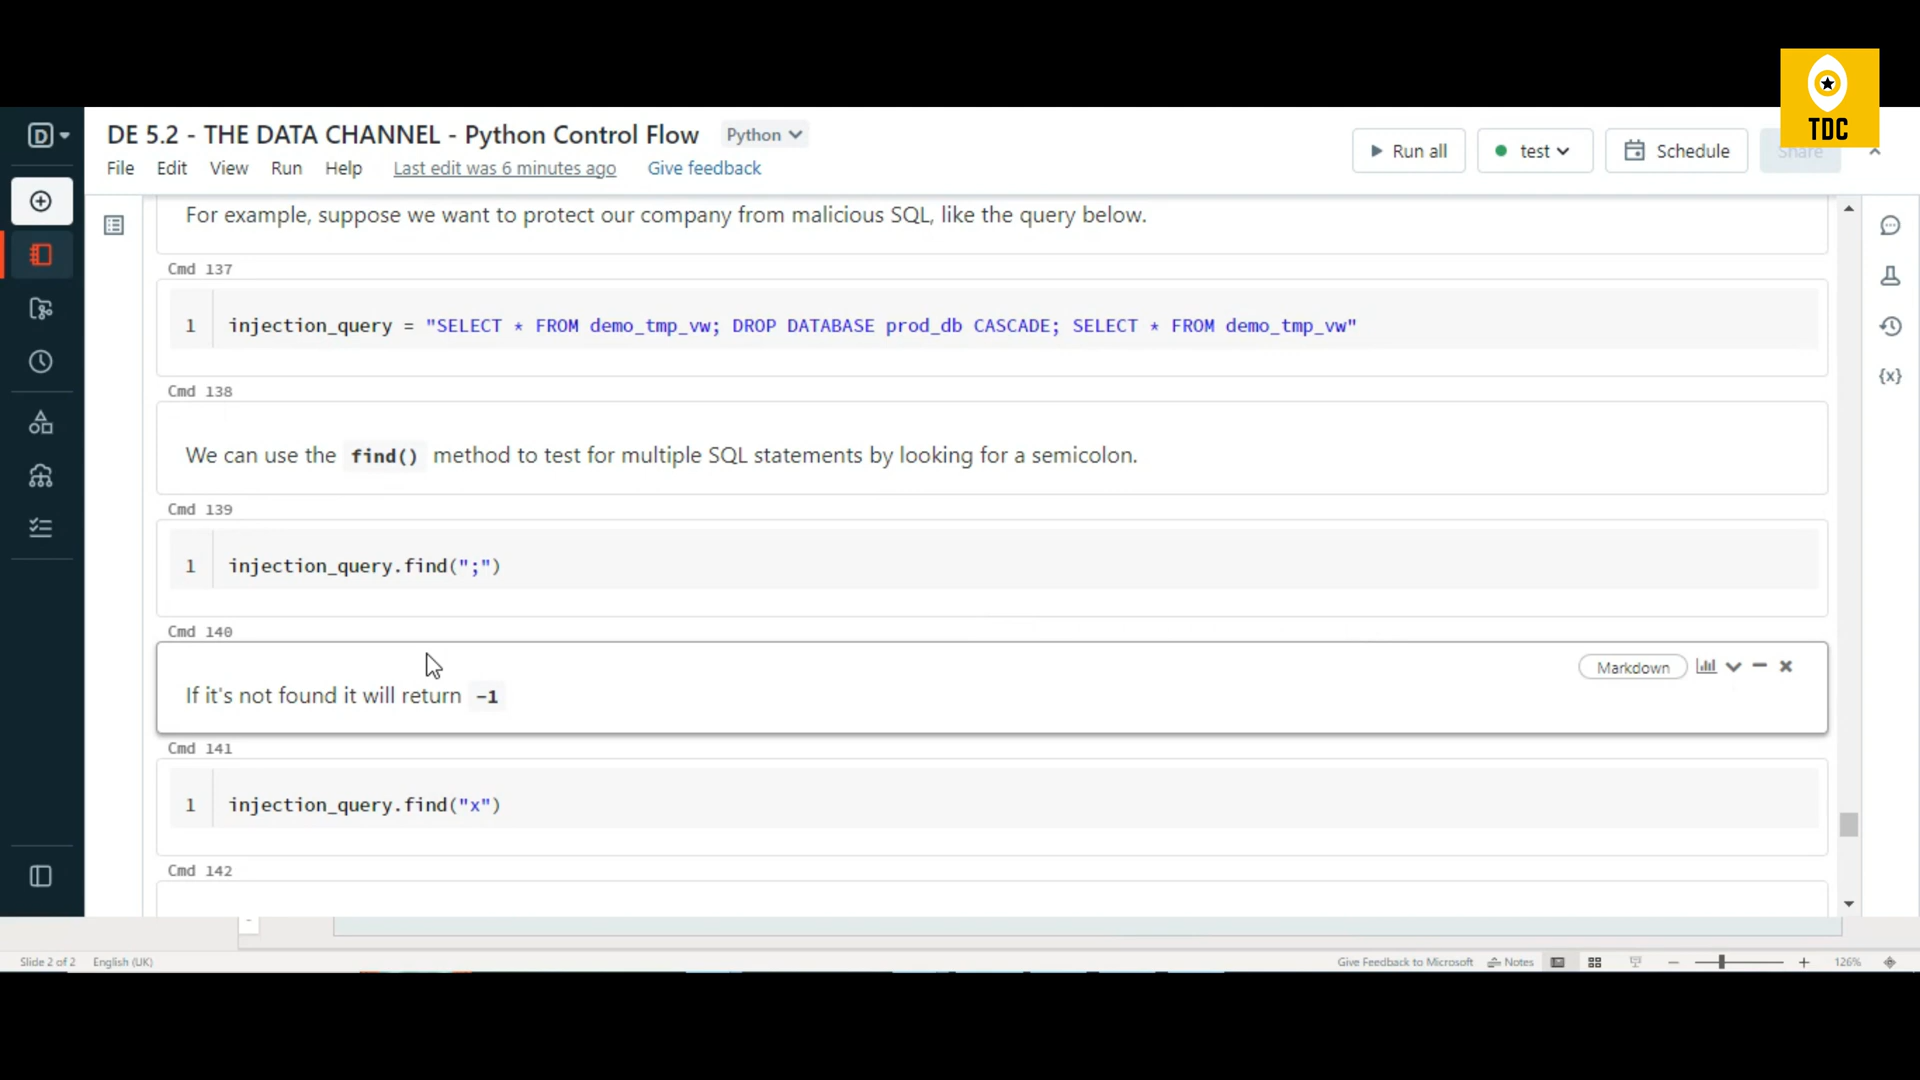 TDC
D
DE 5.2 - THE DATA CHANNEL - Python Control Flow Python
File Edit View Run Help Last edit was 6 minutes ago Give feedback
Run all test Schedule Share
For example, suppose we want to protect our company from malicious SQL, like the query below.
Cmd 137
1 injection_query = "SELECT * FROM demo_tmp_vw; DROP DATABASE prod_db CASCADE; SELECT * FROM demo_tmp_vw"
Cmd 138
We can use the find() method to test for multiple SQL statements by looking for a semicolon.
Cmd 139
1 injection_query.find(";")
Cmd 140
Markdown
If it's not found it will return -1
Cmd 141
1 injection_query.find("x")
Cmd 142
{x}
Slide 2 of 2 English (UK) Give Feedback to Microsoft Notes 126%